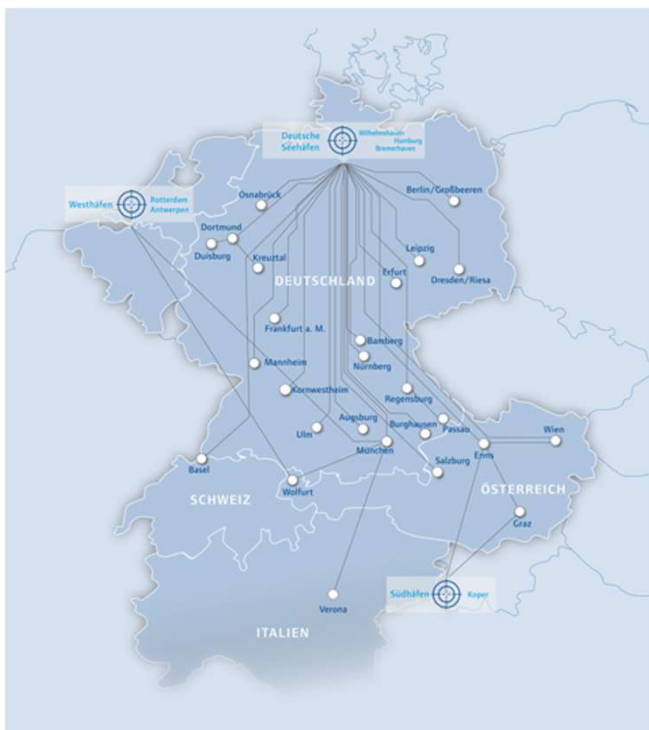 Deutsche
Seehäfen
Wilhelmshaven
Hamburg
Bremerhaven
Westhäfen
Rotterdam
Antwerpen
Osnabrück
Berlin/Großbeeren
Dortmund
Duisburg
Kreuztal
Leipzig
DEUTSCHLAND
Erfurt
Dresden/Riesa
Frankfurt a. M.
Bamberg
Nürnberg
Mannheim
Kornwestheim
Regensburg
Augsburg
Burghausen
Passau
Ulm
München
Enns
Wien
Basel
Salzburg
Wolfurt
SCHWEIZ
ÖSTERREICH
Graz
Südhäfen
Koper
Verona
ITALIEN